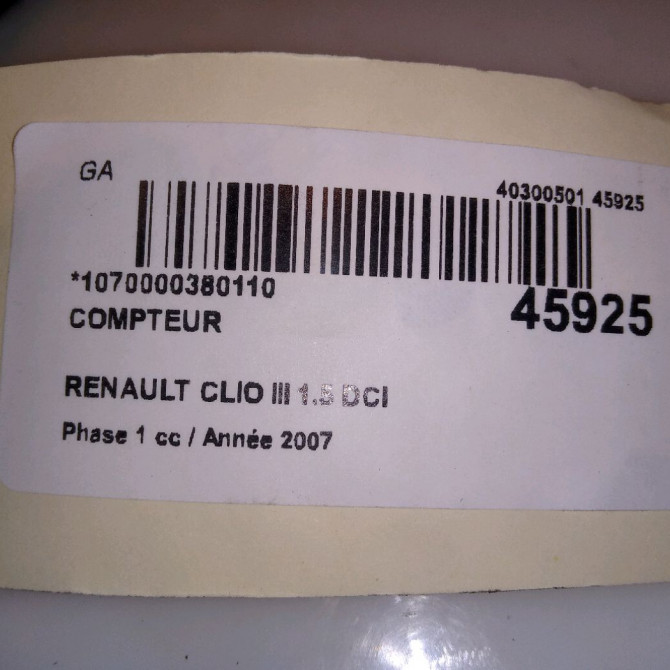 GA
40300501 45925
*1070000380110
45925
COMPTEUR
RENAULT CLIO III 1.5 DCI
Phase 1 cc / Année 2007